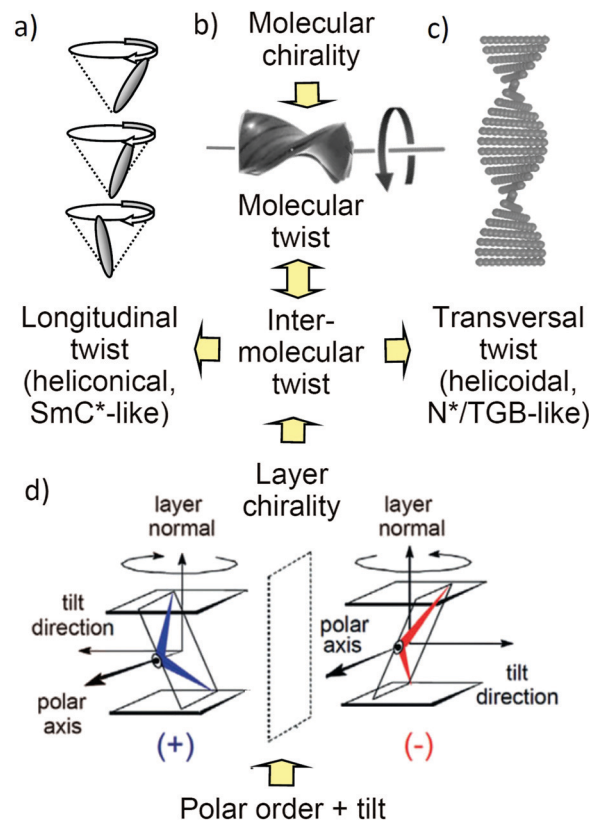 a)
b)
Molecular
chirality
c)
Molecular
twist
Longitudinal
twist
(heliconical,
SmC*-like)
Inter-
molecular
twist
Transversal
twist
(helicoidal,
N*/TGB-like)
Layer
chirality
d)
layer
normal
tilt
direction
polar
axis
(+)
layer
normal
polar
axis
tilt
direction
(-)
Polar order + tilt